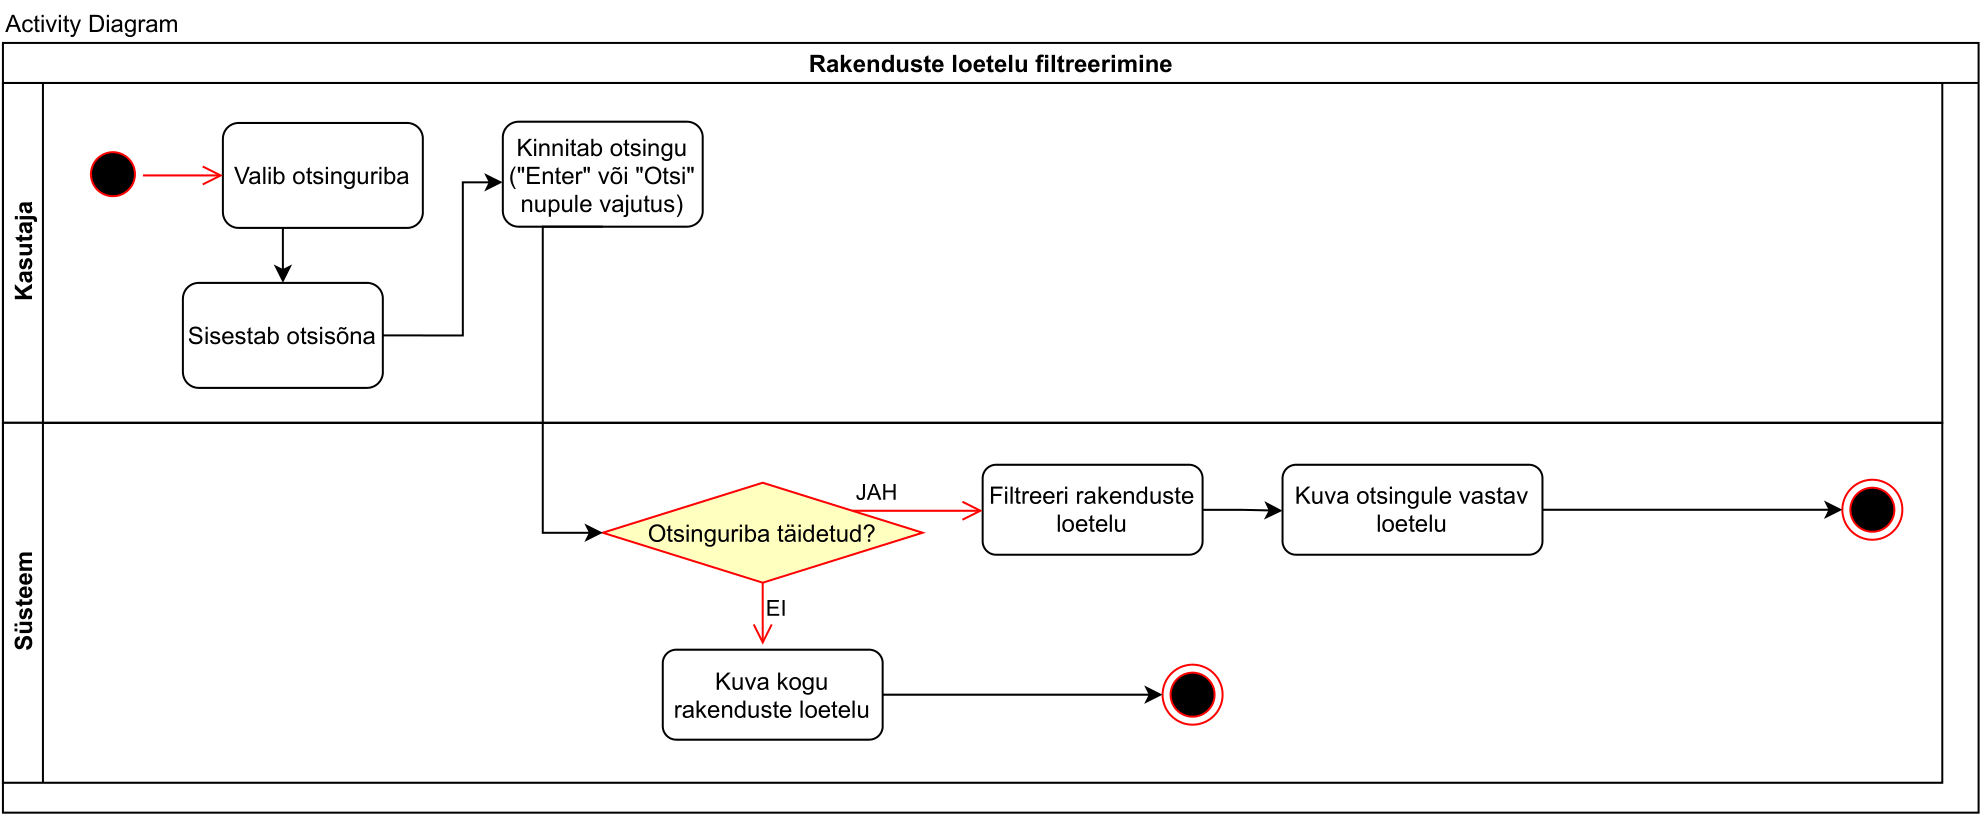 Activity Diagram
Rakenduste loetelu filtreerimine
Kasutaja
Valib otsinguriba
Kinnitab otsingu
("Enter" või "Otsi"
nupule vajutus)
Sisestab otsisõna
Süsteem
Otsinguriba täidetud?
JAH
Filtreeri rakenduste
loetelu
Kuva otsingule vastav
loetelu
EI
Kuva kogu
rakenduste loetelu